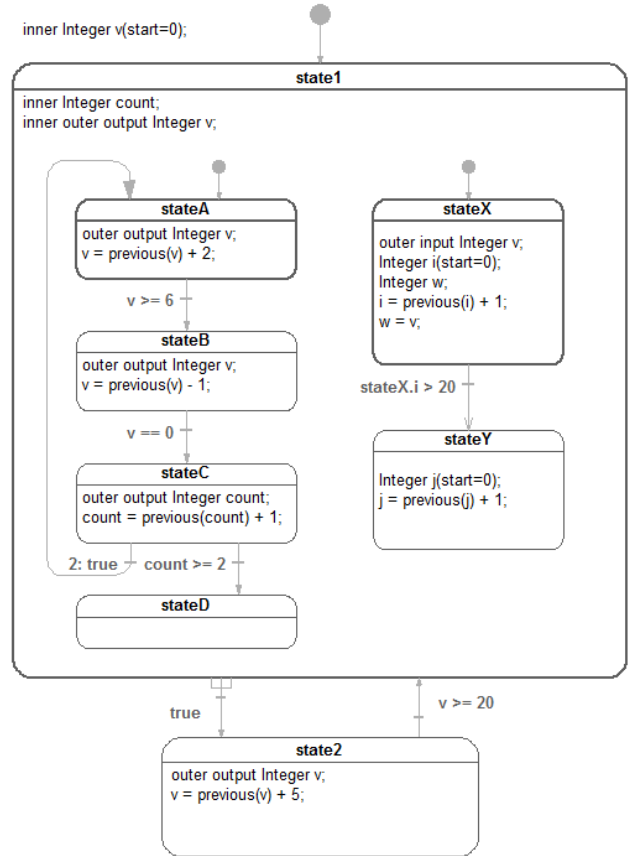 inner Integer v(start=0);
state1
inner Integer count;
inner outer output Integer v;
stateA
outer output Integer v;
v = previous(v) + 2;
v >= 6
stateB
outer output Integer v;
v = previous(v) - 1;
v == 0
stateC
outer output Integer count;
count = previous(count) + 1;
2: true
count >= 2
stateD
stateX
outer input Integer v;
Integer i(start=0);
Integer w;
i = previous(i) + 1;
w = v;
stateX.i > 20
stateY
Integer j(start=0);
j = previous(j) + 1;
true
v >= 20
state2
outer output Integer v;
v = previous(v) + 5;